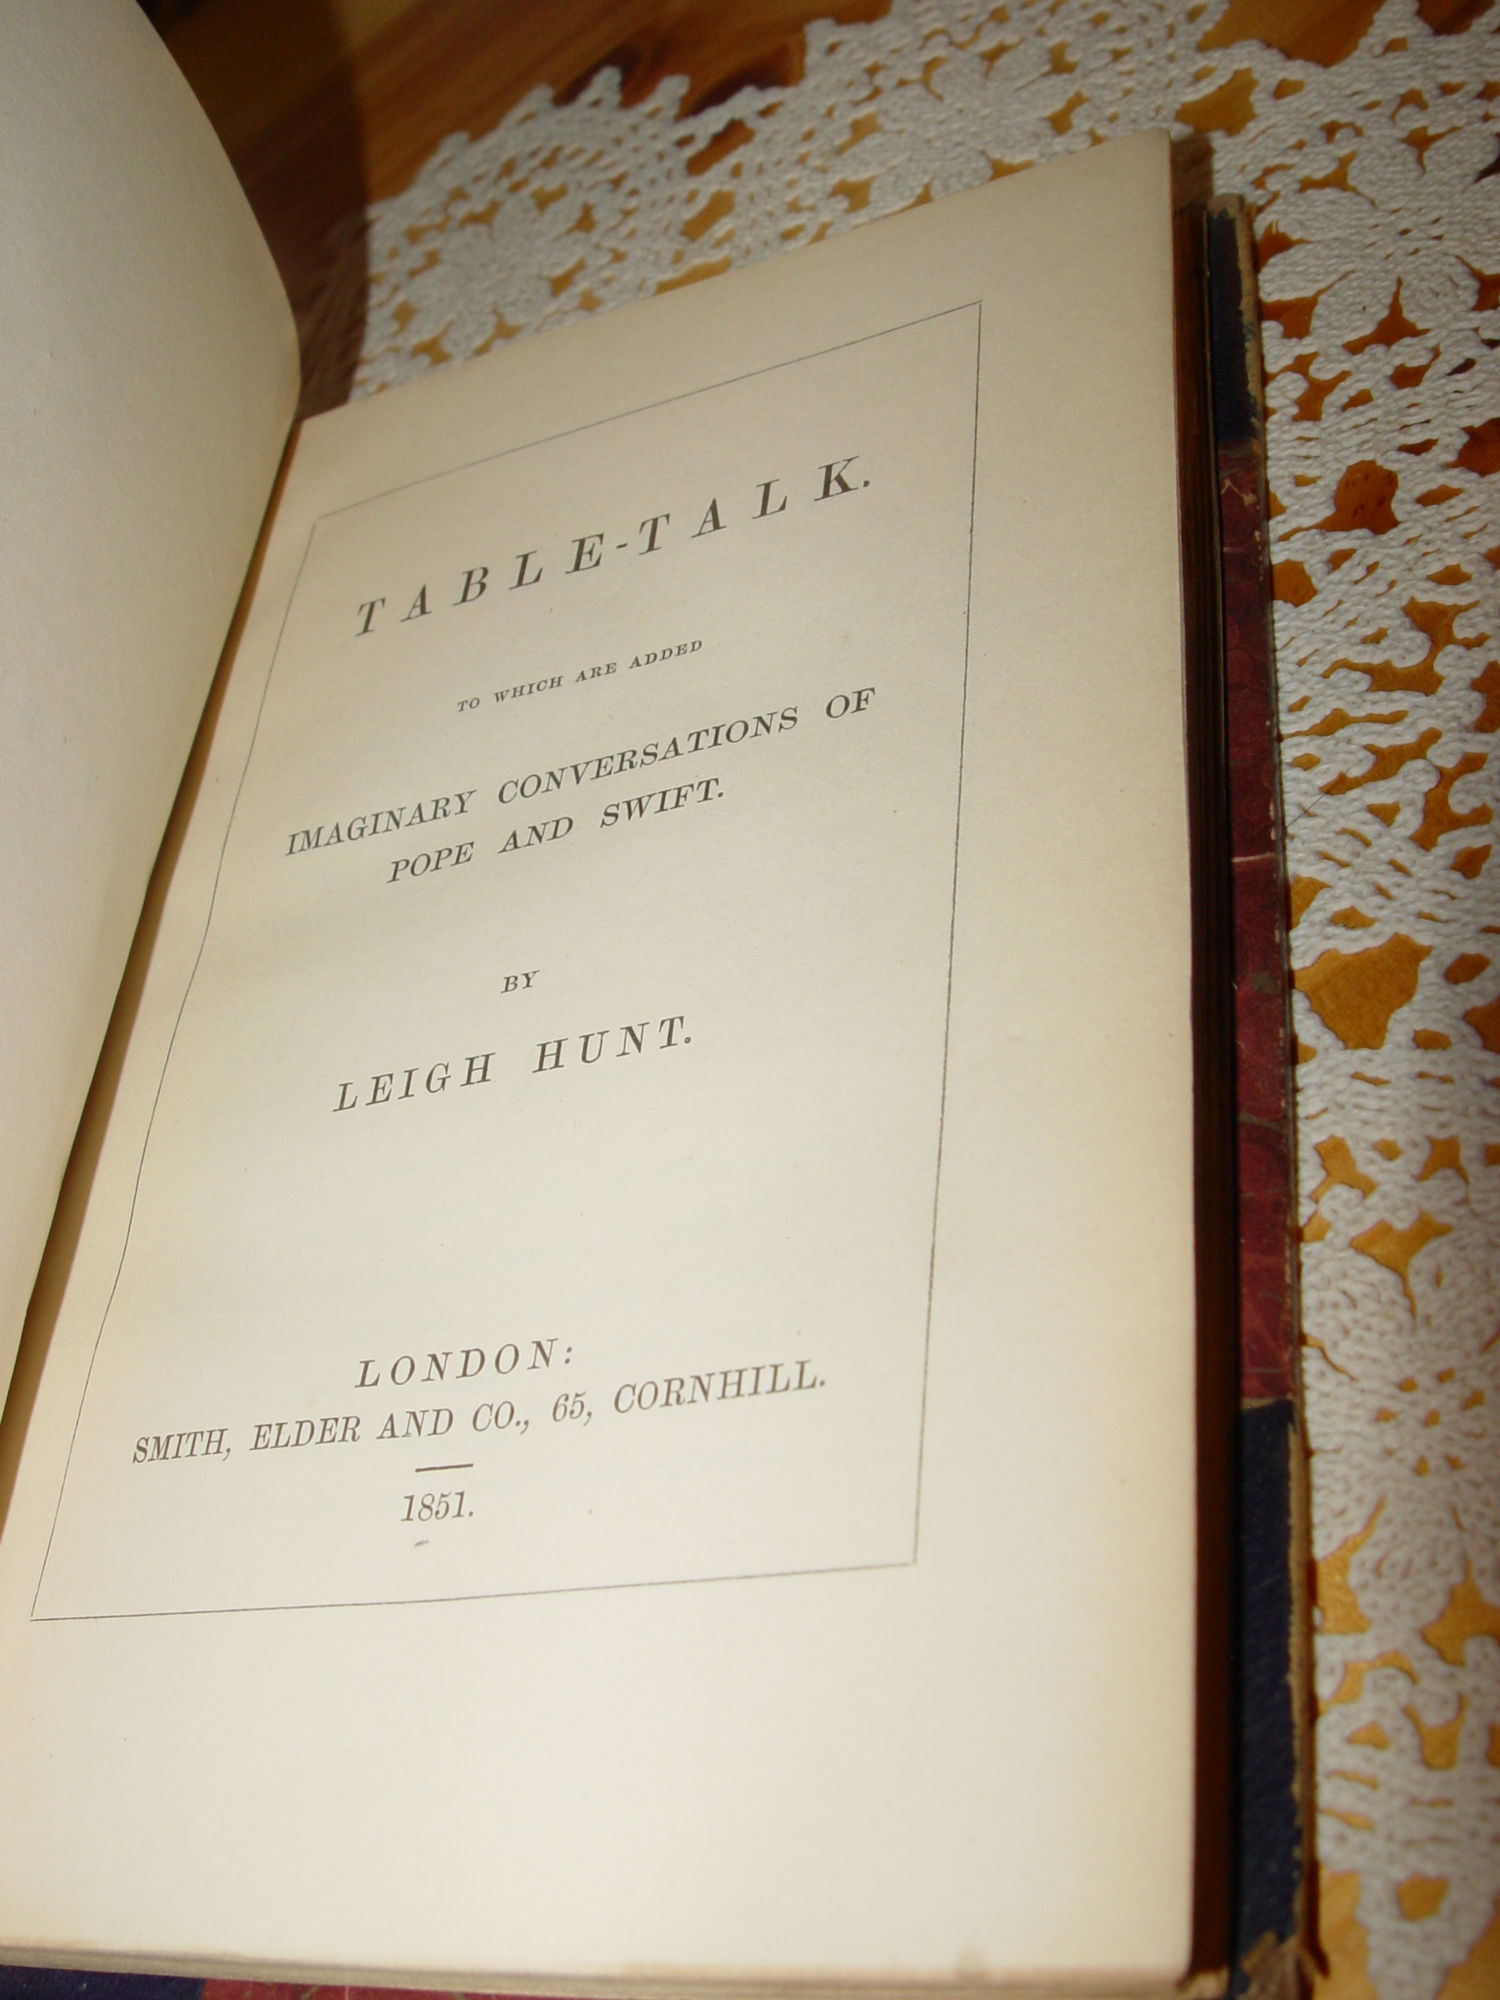 TABLE-TALK.
TO WHICH ARE ADDED
IMAGINARY CONVERSATIONS OF
POPE AND SWIFT.
BY
LEIGH HUNT.
LONDON:
SMITH, ELDER AND CO., 65, CORNHILL.
1851.